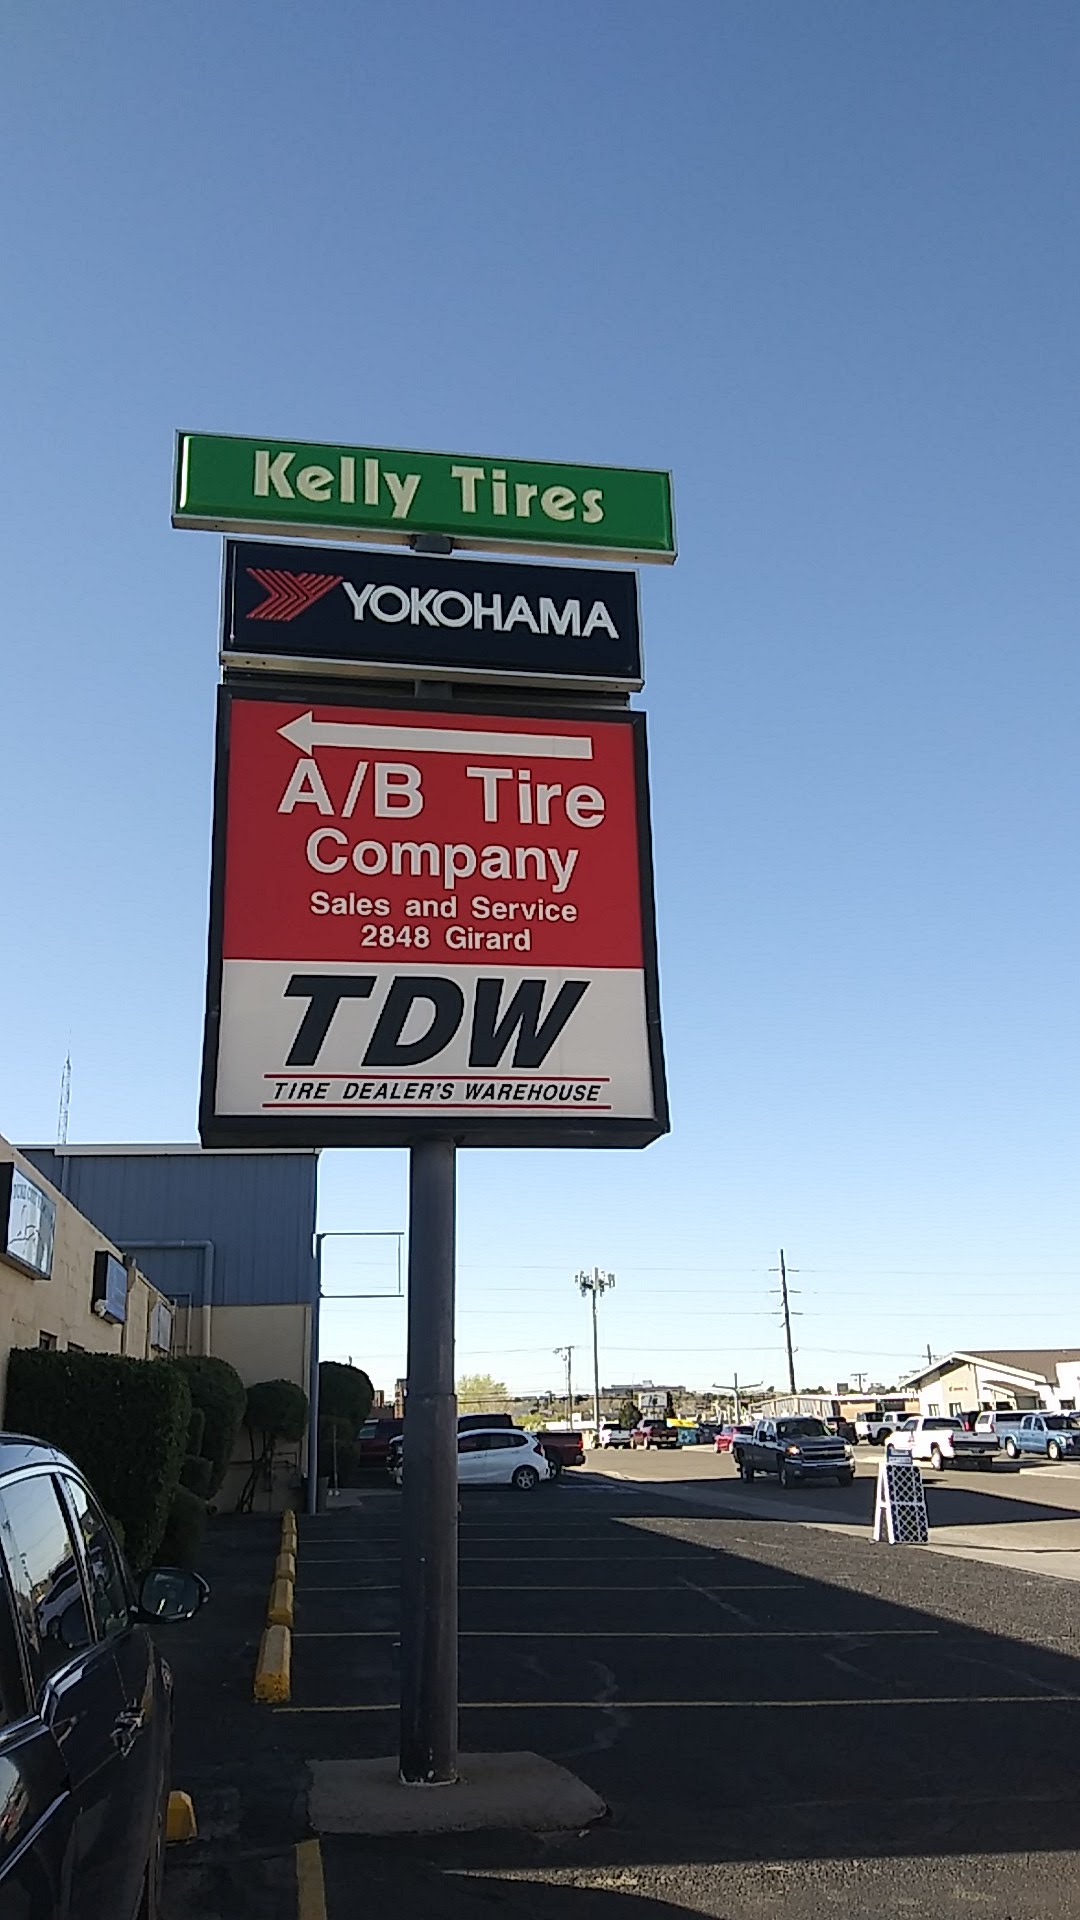 Kelly Tires
YOKOHAMA
A/B Tire
Company
Sales and Service
2848 Girard
TDW
TIRE DEALER'S WAREHOUSE